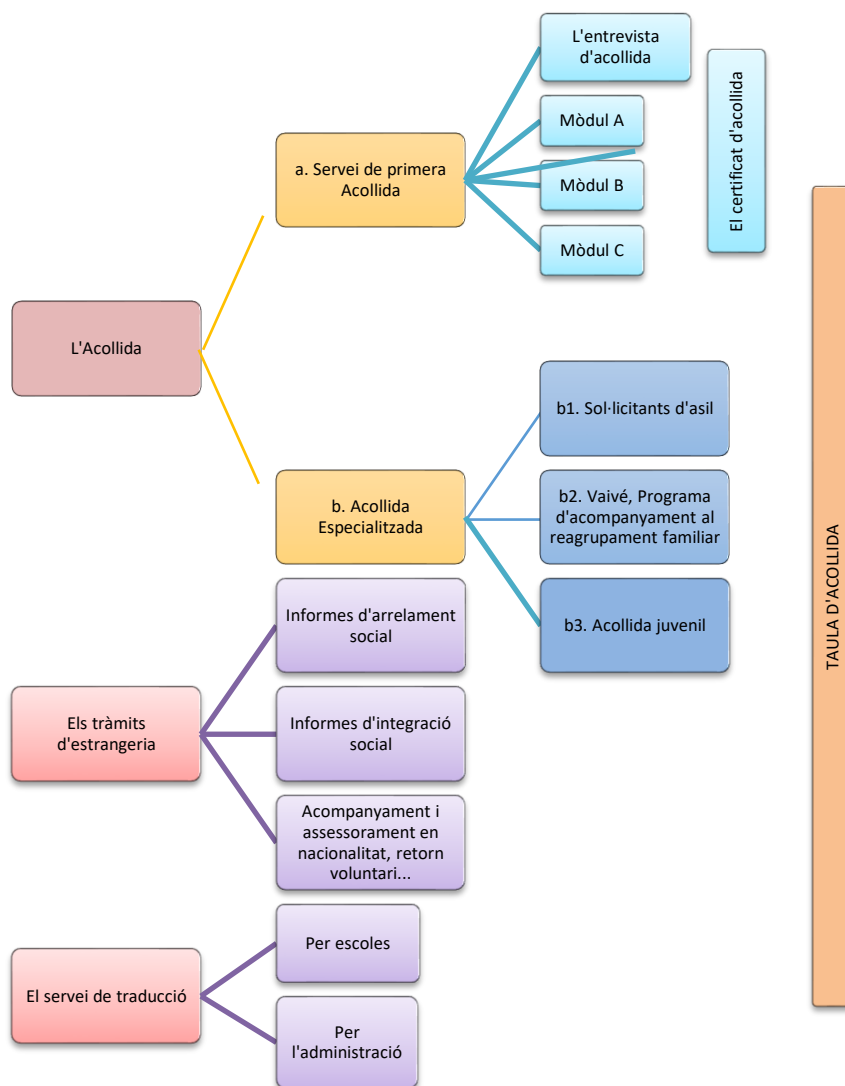 L'entrevista
d'acollida
Mòdul A
Mòdul B
Mòdul C
El certificat d'acollida
a. Servei de primera
Acollida
L'Acollida
b. Acollida
Especialitzada
b1. Sol·licitants d'asil
b2. Vaivé, Programa
d'acompanyament al
reagrupament familiar
b3. Acollida juvenil
TAULA D'ACOLLIDA
Els tràmits
d'estrangeria
Informes d'arrelament
social
Informes d'integració
social
Acompanyament i
assessorament en
nacionalitat, retorn
voluntari...
El servei de traducció
Per escoles
Per
l'administració